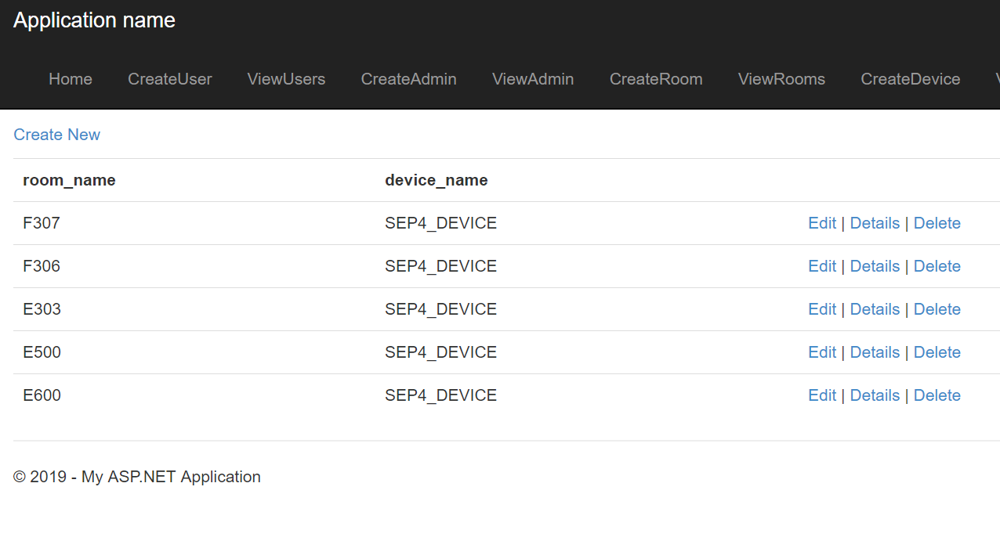 Application name
Home CreateUser ViewUsers CreateAdmin ViewAdmin CreateRoom ViewRooms CreateDevice
Create New
room_name device_name
F307 SEP4_DEVICE Edit | Details | Delete
F306 SEP4_DEVICE Edit | Details | Delete
E303 SEP4_DEVICE Edit | Details | Delete
E500 SEP4_DEVICE Edit | Details | Delete
E600 SEP4_DEVICE Edit | Details | Delete
© 2019 - My ASP.NET Application